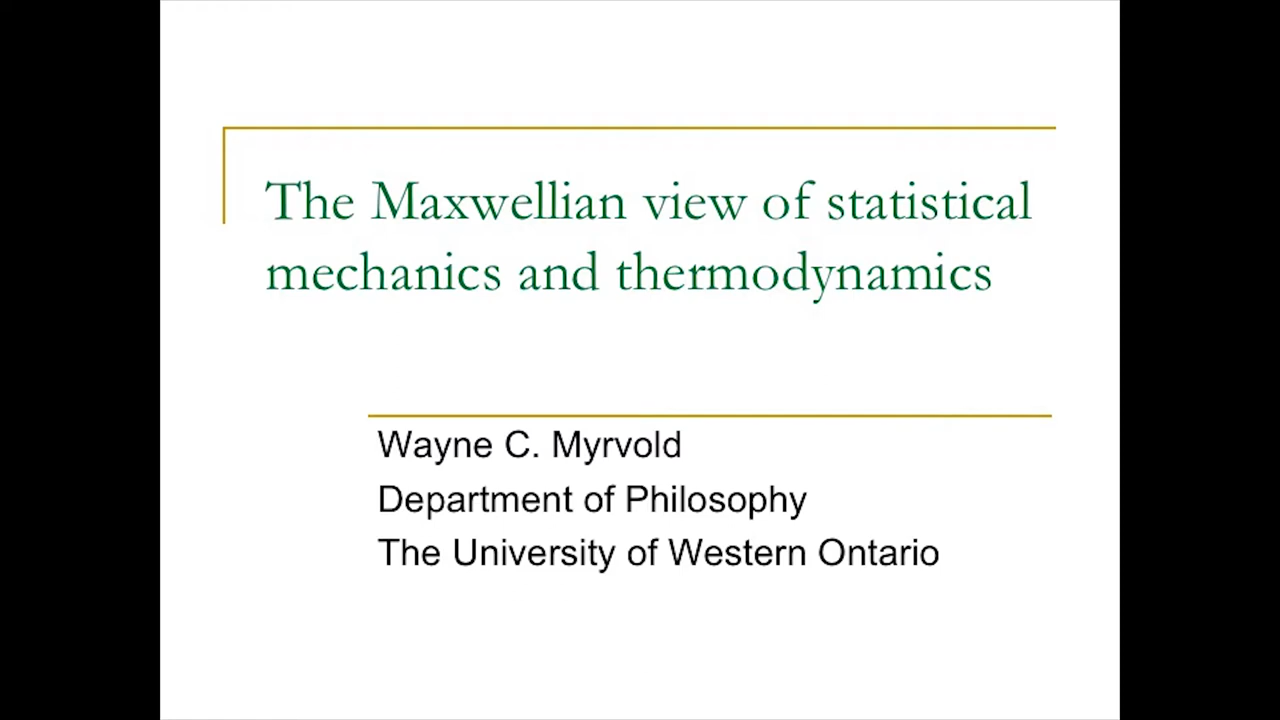 The Maxwellian view of statistical
mechanics and thermodynamics
Wayne C. Myrvold
Department of Philosophy
The University of Western Ontario